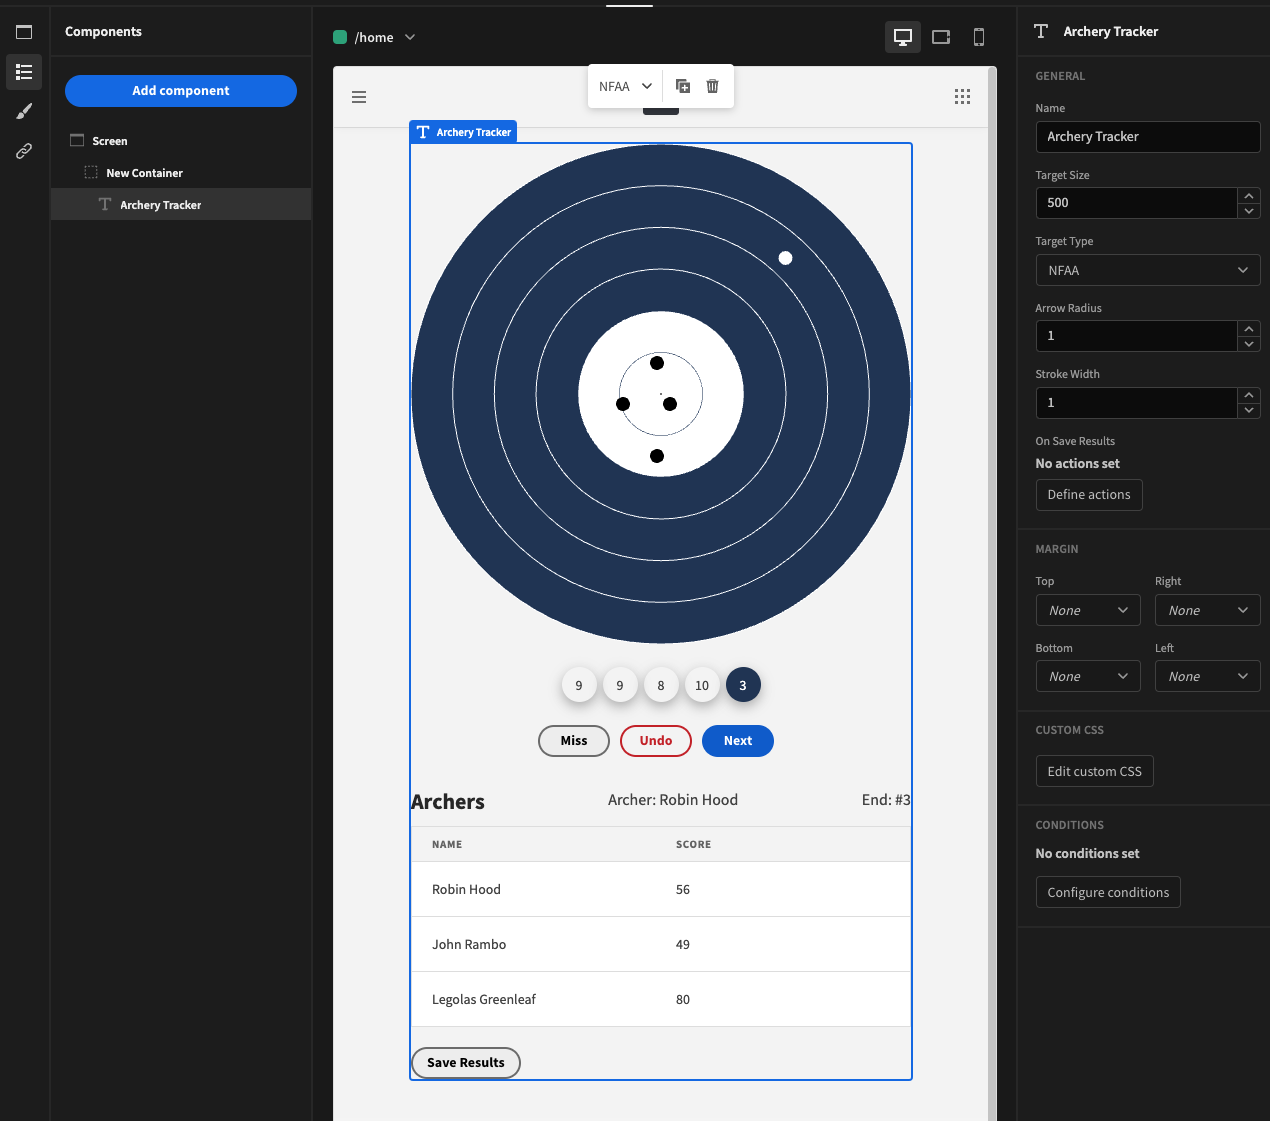 Components
Add component
Screen
New Container
Archery Tracker
/home
NFAA
Archery Tracker
9 9 8 10 3
Miss Undo Next
Archers Archer: Robin Hood End: #3
NAME SCORE
Robin Hood 56
John Rambo 49
Legolas Greenleaf 80
Save Results
Archery Tracker
GENERAL
Name
Archery Tracker
Target Size
500
Target Type
NFAA
Arrow Radius
1
Stroke Width
1
On Save Results
No actions set
Define actions
MARGIN
Top Right
None None
Bottom Left
None None
CUSTOM CSS
Edit custom CSS
CONDITIONS
No conditions set
Configure conditions